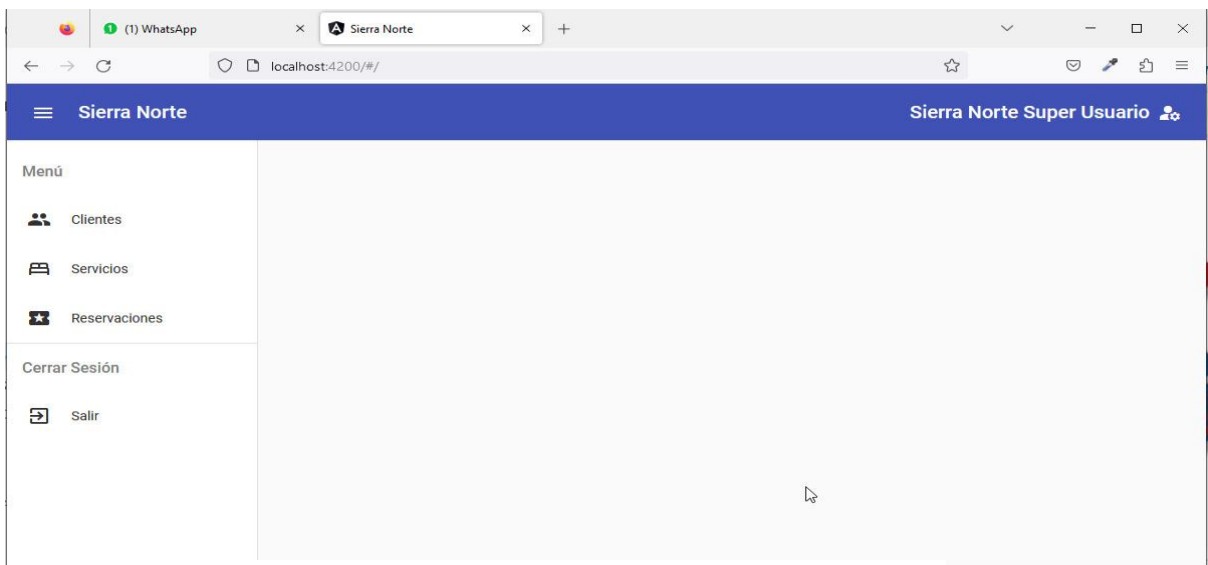 1 (1) WhatsApp
Sierra Norte
localhost:4200/#/
Sierra Norte
Sierra Norte Super Usuario
Menú
Clientes
Servicios
Reservaciones
Cerrar Sesión
Salir